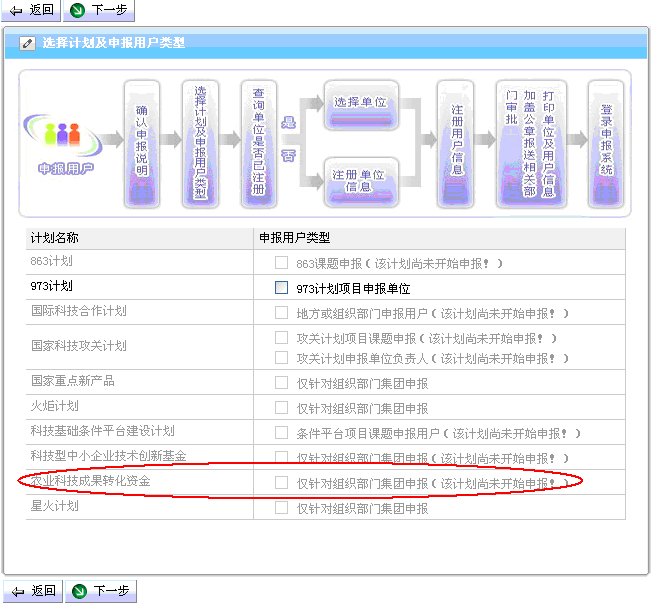 返回 下一步
选择计划及申报用户类型
申报用户
确认申报说明
选择计划及申报用户类型
查询单位是否已注册
是
否
选择单位
注册单位
信息
注册用户信息
打印单位及用户信息
加盖公章报送相关部
门审批
登录申报系统
计划名称 申报用户类型
863计划 863课题申报(该计划尚未开始申报!)
973计划 973计划项目申报单位
国际科技合作计划 地方或组织部门申报用户(该计划尚未开始申报!)
国家科技攻关计划 攻关计划项目课题申报(该计划尚未开始申报!)
攻关计划申报单位负责人(该计划尚未开始申报!)
国家重点新产品 仅针对组织部门集团申报
火炬计划 仅针对组织部门集团申报
科技基础条件平台建设计划 条件平台项目课题申报用户(该计划尚未开始申报!)
科技型中小企业技术创新基金 仅针对组织部门集团申报(该计划尚未开始申报!)
农业科技成果转化资金 仅针对组织部门集团申报(该计划尚未开始申报!)
星火计划 仅针对组织部门集团申报
返回 下一步